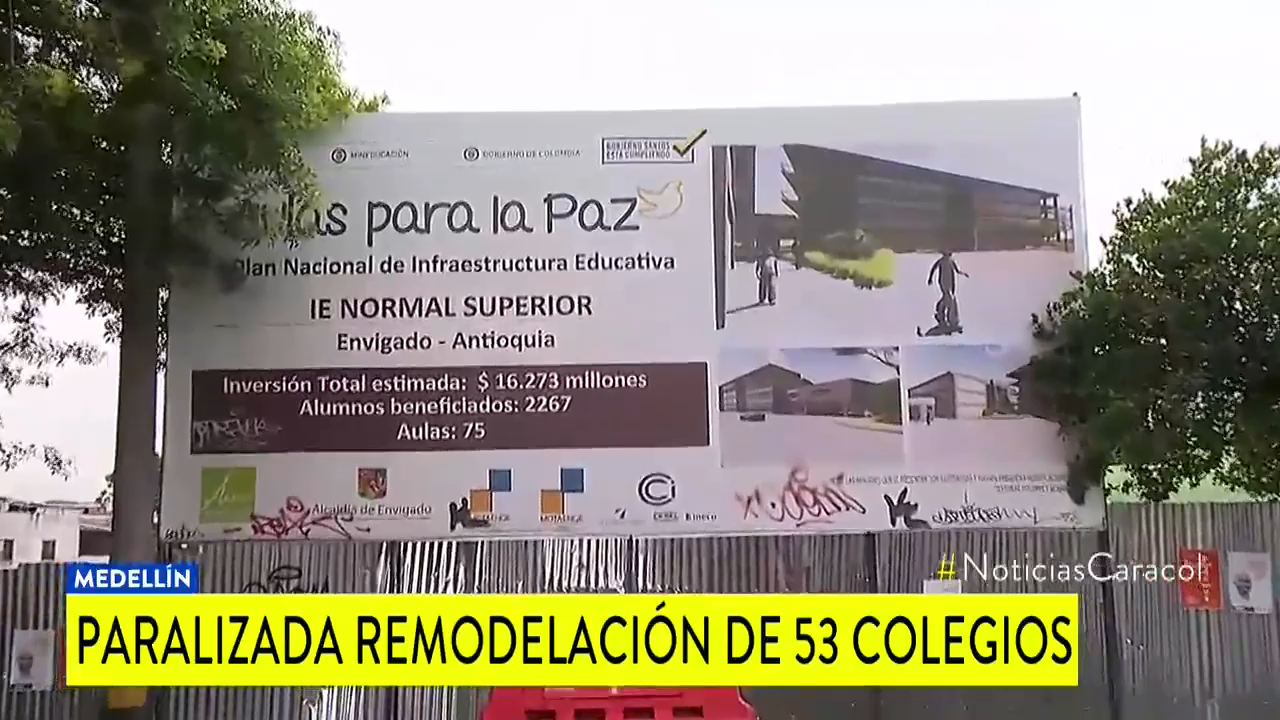 MINEDUCACIÓN
GOBIERNO DE COLOMBIA
GOBIERNO SANTOS
ESTÁ CUMPLIENDO
Aulas para la Paz
Plan Nacional de Infraestructura Educativa
IE NORMAL SUPERIOR
Envigado - Antioquia
Inversión Total estimada: $ 16.273 millones
Alumnos beneficiados: 2267
Aulas: 75
Alcaldía de Envigado
#NoticiasCaracol
MEDELLÍN
PARALIZADA REMODELACIÓN DE 53 COLEGIOS